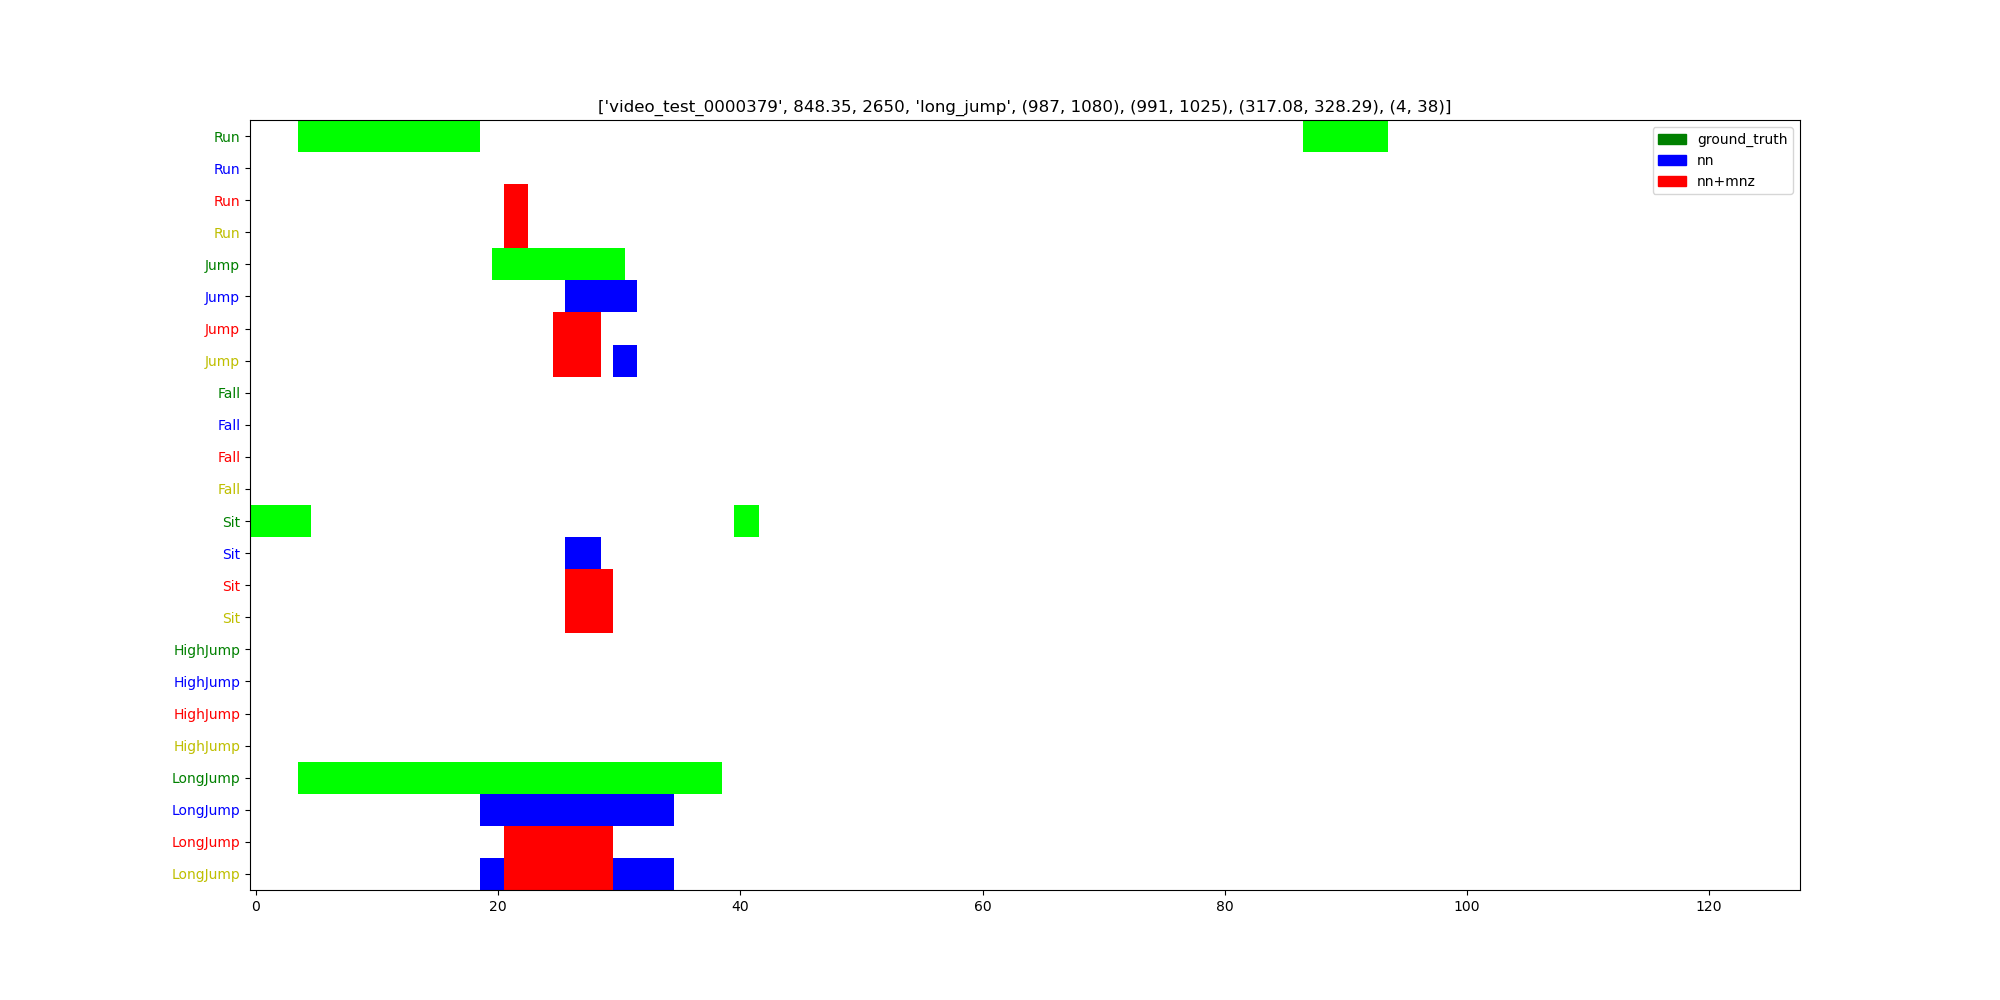 ['video_test_0000379', 848.35, 2650, 'long_jump', (987, 1080), (991, 1025), (317.08, 328.29), (4, 38)]
ground_truth
nn
nn+mnz
Run
Run
Run
Run
Jump
Jump
Jump
Jump
Fall
Fall
Fall
Fall
Sit
Sit
Sit
Sit
HighJump
HighJump
HighJump
HighJump
LongJump
LongJump
LongJump
LongJump
0 20 40 60 80 100 120